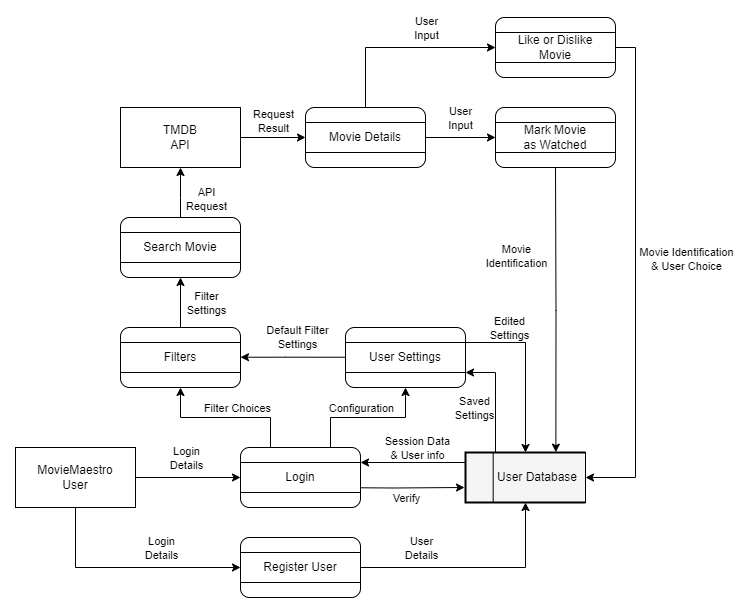 User
Input
Like or Dislike
Movie
TMDB
API
Request
Result
Movie Details
User
Input
Mark Movie
as Watched
API
Request
Search Movie
Movie
Identification
Movie Identification
& User Choice
Filter
Settings
Filters
Default Filter
Settings
User Settings
Edited
Settings
Saved
Settings
Filter Choices
Configuration
MovieMaestro
User
Login
Details
Login
Session Data
& User info
Verify
User Database
Login
Details
Register User
User
Details